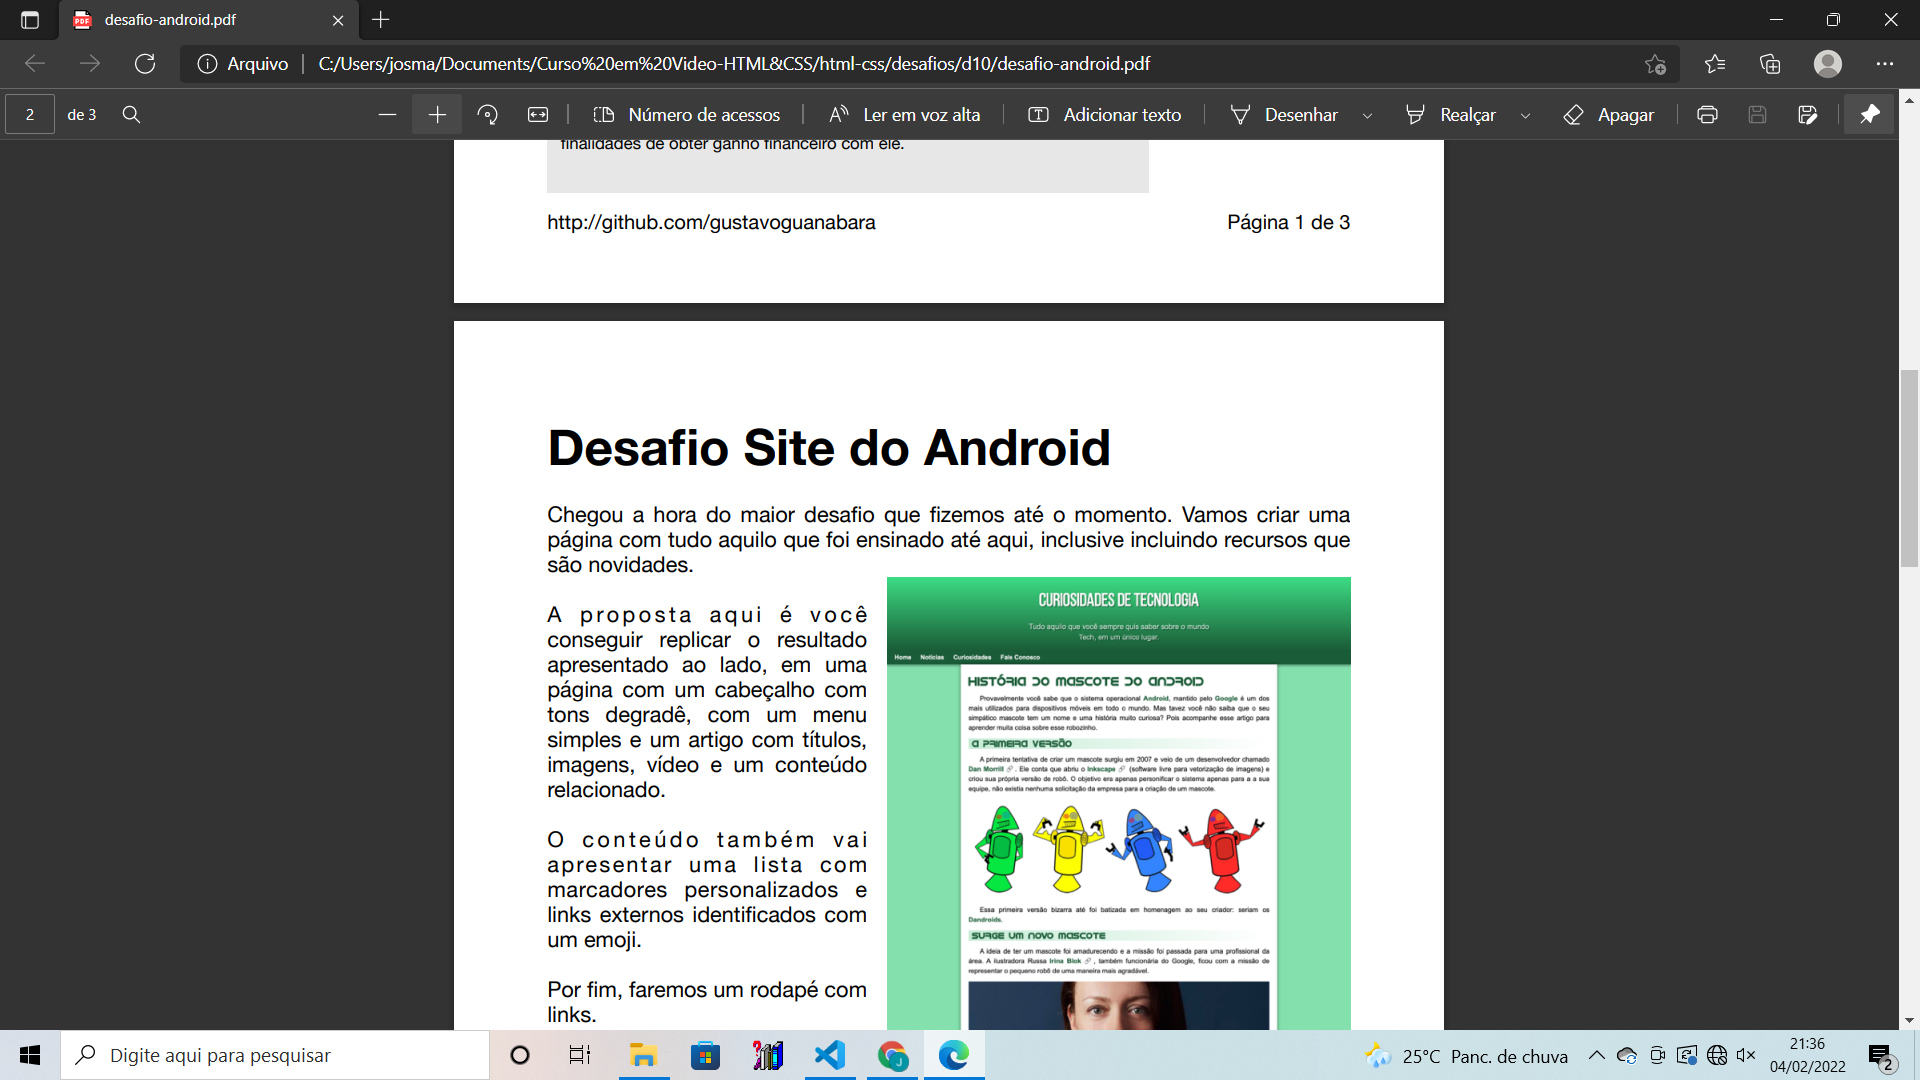 desafio-android.pdf
Arquivo
C:/Users/josma/Documents/Curso%20em%20Video-HTML&CSS/html-css/desafios/d10/desafio-android.pdf
2 de 3
Número de acessos
Ler em voz alta
Adicionar texto
Desenhar
Realçar
Apagar
finalidades de obter ganho financeiro com ele.
http://github.com/gustavoguanabara
Página 1 de 3
Desafio Site do Android
Chegou a hora do maior desafio que fizemos até o momento. Vamos criar uma
página com tudo aquilo que foi ensinado até aqui, inclusive incluindo recursos que
são novidades.
A proposta aqui é você
conseguir replicar o resultado
apresentado ao lado, em uma
página com um cabeçalho com
tons degradê, com um menu
simples e um artigo com títulos,
imagens, vídeo e um conteúdo
relacionado.
O conteúdo também vai
apresentar uma lista com
marcadores personalizados e
links externos identificados com
um emoji.
Por fim, faremos um rodapé com
links.
CURIOSIDADES DE TECNOLOGIA
Tudo aquilo que você sempre quis saber sobre o mundo
Tech, em um único lugar.
Home Notícias Curiosidades Fale Conosco
HISTÓRIA DO MASCOTE DO ANDROID
Provavelmente você sabe que o sistema operacional Android, mantido pelo Google é um dos
mais utilizados para dispositivos móveis em todo o mundo. Mas tavez você não saiba que o seu
simpático mascote tem um nome e uma história muito curiosa? Pois acompanhe esse artigo para
aprender muita coisa sobre esse robozinho.
A PRIMEIRA VERSÃO
A primeira tentativa de criar um mascote surgiu em 2007 e veio de um desenvolvedor chamado
Dan Morrill 🔗. Ele conta que abriu o Inkscape 🔗 (software livre para vetorização de imagens) e
criou sua própria versão de robô. O objetivo era apenas personificar o sistema apenas para a a sua
equipe, não existia nenhuma solicitação da empresa para a criação de um mascote.
Essa primeira versão bizarra até foi batizada em homenagem ao seu criador: seriam os
Dandroids.
SURGE UM NOVO MASCOTE
A ideia de ter um mascote foi amadurecendo e a missão foi passada para uma profissional da
área. A ilustradora Russa Irina Blok 🔗, também funcionária do Google, ficou com a missão de
representar o pequeno robô de uma maneira mais agradável.
Digite aqui para pesquisar
25°C Panc. de chuva
21:36
04/02/2022
2